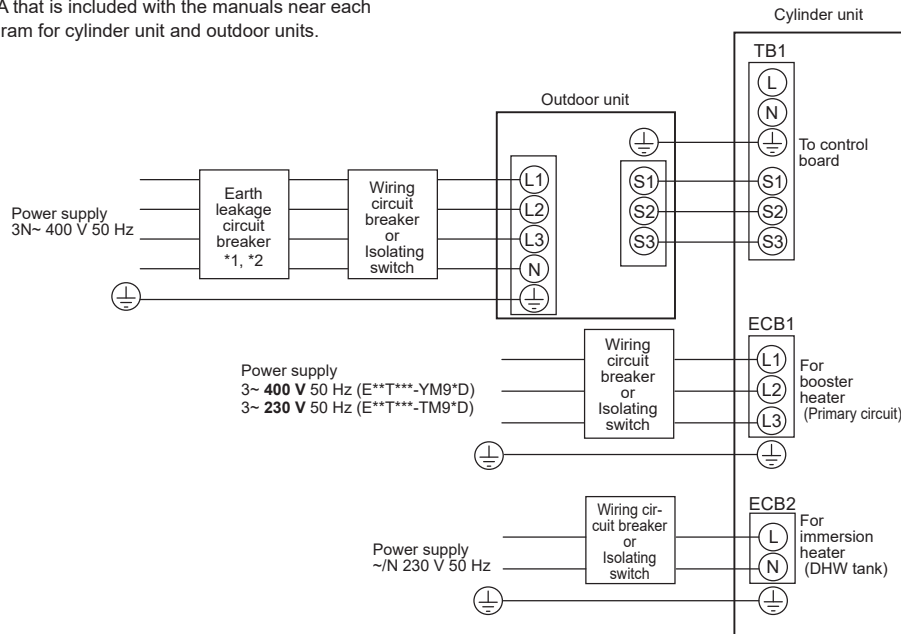 A that is included with the manuals near each
ram for cylinder unit and outdoor units.
Cylinder unit
TB1
L
N
To control
board
S1
S2
S3
Outdoor unit
S1
S2
S3
L1
L2
L3
N
Power supply
3N~ 400 V 50 Hz
Earth
leakage
circuit
breaker
*1, *2
Wiring
circuit
breaker
or
Isolating
switch
Power supply
3~ 400 V 50 Hz (E**T***-YM9*D)
3~ 230 V 50 Hz (E**T***-TM9*D)
Wiring
circuit
breaker
or
Isolating
switch
ECB1
L1
L2
L3
For
booster
heater
(Primary circuit)
Power supply
~/N 230 V 50 Hz
Wiring cir-
cuit breaker
or
Isolating
switch
ECB2
L
N
For
immersion
heater
(DHW tank)